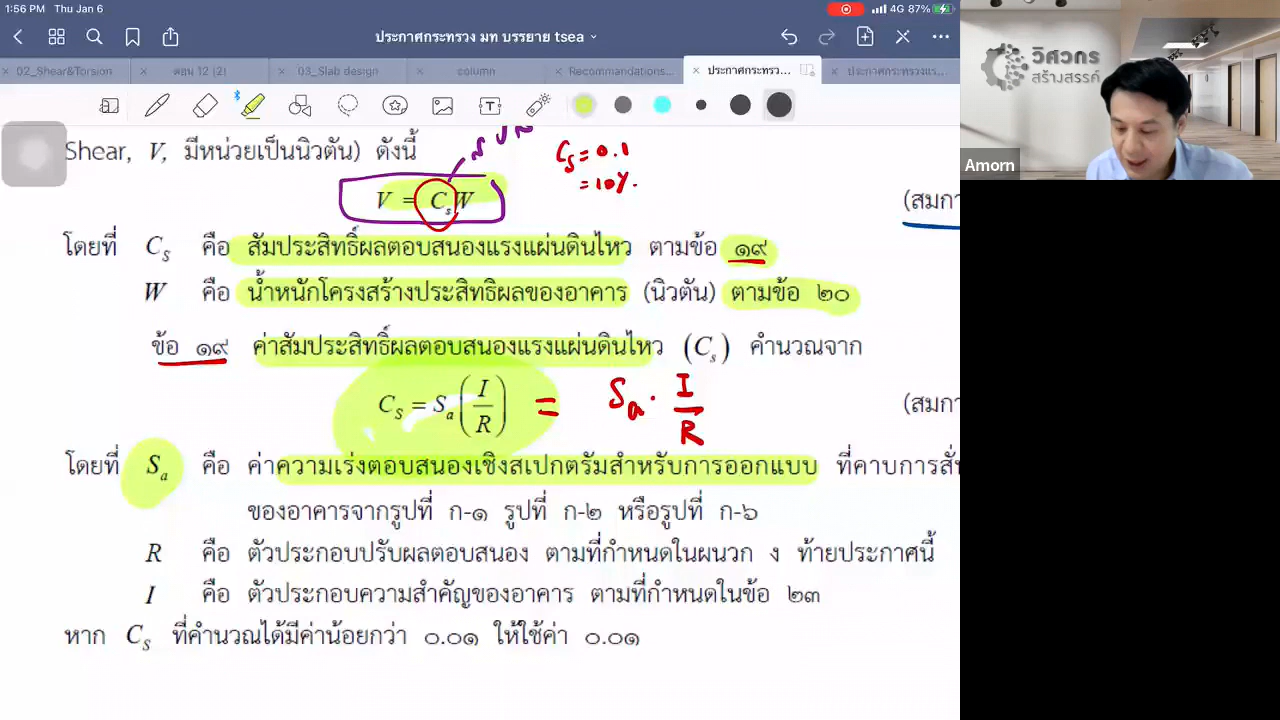 1:56 PM Thu Jan 6
4G 87%
ประกาศกระทรวง มท บรรยาย tsea
02_Shear&Torsion
ตอน 12 (2)
03_Slab design
column
Recommandations...
ประกาศกระทรว...
ประกาศกระทรวงแร...
วิศวกร
สร้างสรรค์
Amorn
Shear, V, มีหน่วยเป็นนิวตัน) ดังนี้
Cs = 0.1
= 10%.
V = CsW
(สมกา
โดยที่ CS คือ สัมประสิทธิ์ผลตอบสนองแรงแผ่นดินไหว ตามข้อ ๑๙
W คือ น้ำหนักโครงสร้างประสิทธิผลของอาคาร (นิวตัน) ตามข้อ ๒๐
ข้อ ๑๙ ค่าสัมประสิทธิ์ผลตอบสนองแรงแผ่นดินไหว (Cs) คำนวณจาก
CS = Sa (I/R) = Sa · I/R
(สมก
โดยที่ Sa คือ ค่าความเร่งตอบสนองเชิงสเปกตรัมสำหรับการออกแบบ ที่คาบการสั่
ของอาคารจากรูปที่ ก-๑ รูปที่ ก-๒ หรือรูปที่ ก-๖
R คือ ตัวประกอบปรับผลตอบสนอง ตามที่กำหนดในผนวก ง ท้ายประกาศนี้
I คือ ตัวประกอบความสำคัญของอาคาร ตามที่กำหนดในข้อ ๒๓
หาก CS ที่คำนวณได้มีค่าน้อยกว่า ๐.๐๑ ให้ใช้ค่า ๐.๐๑